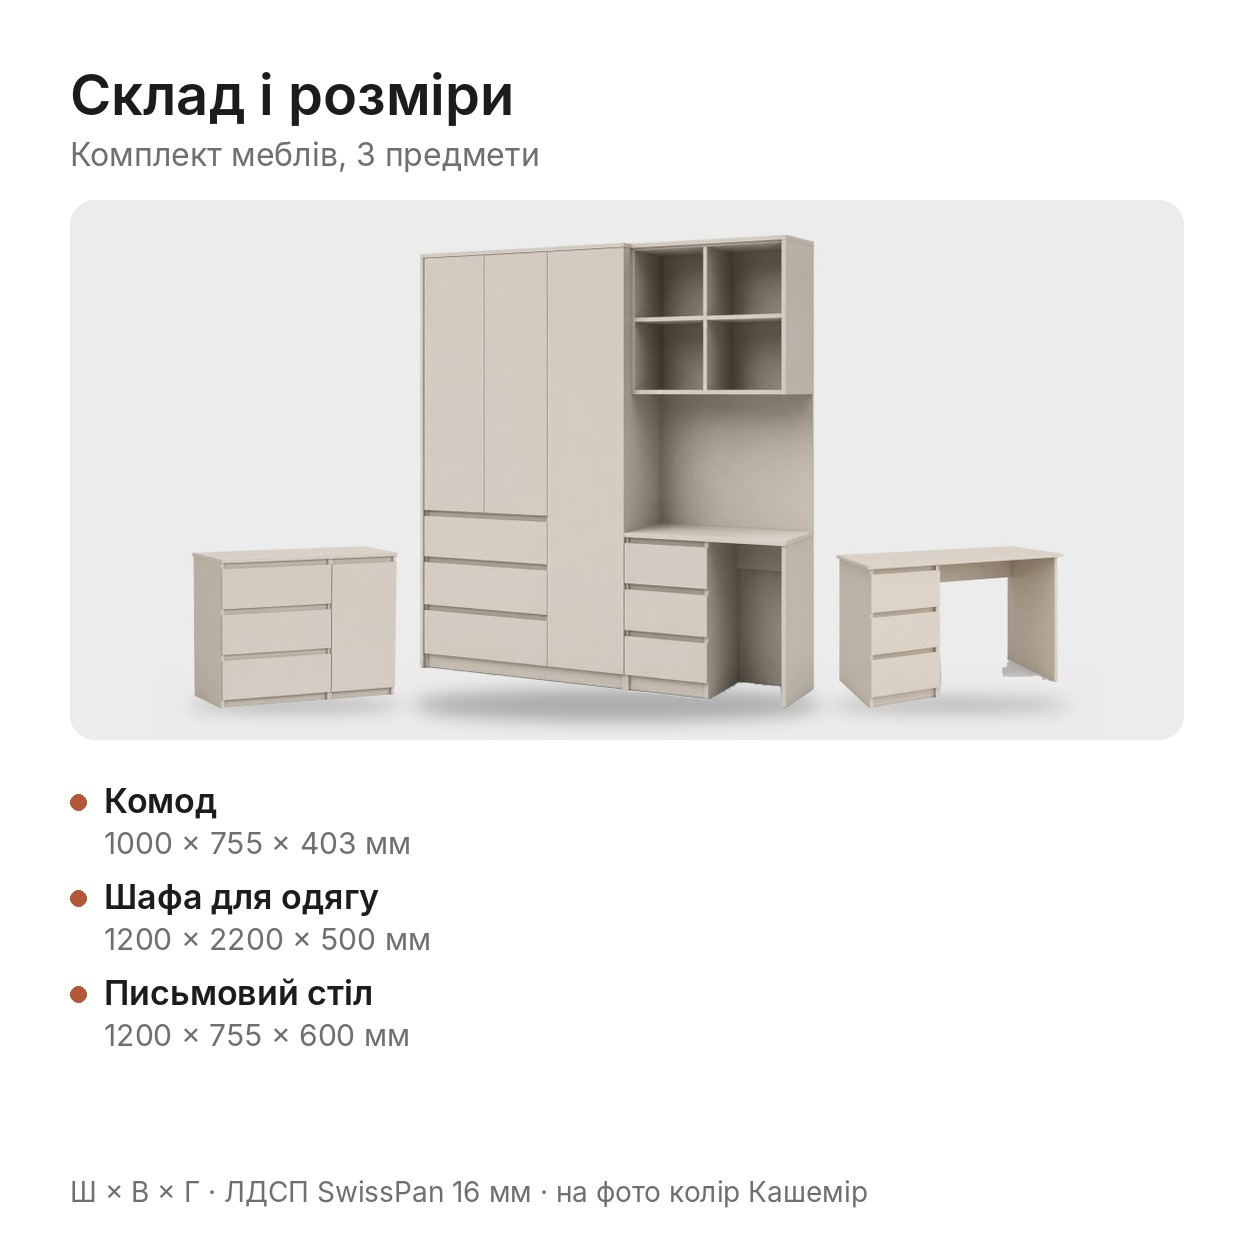 Склад і розміри
Комплект меблів, 3 предмети
Комод
1000 × 755 × 403 мм
Шафа для одягу
1200 × 2200 × 500 мм
Письмовий стіл
1200 × 755 × 600 мм
Ш × В × Г · ЛДСП SwissPan 16 мм · на фото колір Кашемір